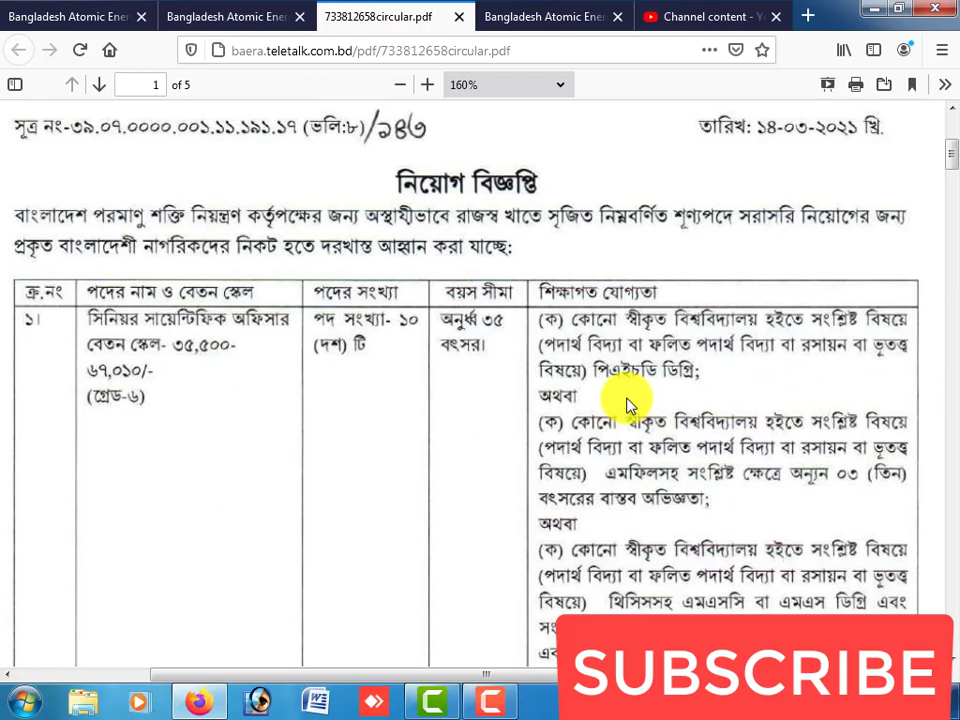 Bangladesh Atomic Ener
Bangladesh Atomic Ener
733812658circular.pdf
Bangladesh Atomic Ener
Channel content - Y
baera.teletalk.com.bd/pdf/733812658circular.pdf
1 of 5
160%
সূত্র নং-৩৯.০৭.০০০০.০০১.১১.১৯১.১৭ (ভলি:৮)/১৪৬
তারিখ: ১৪-০৩-২০২১ খ্রি.
নিয়োগ বিজ্ঞপ্তি
বাংলাদেশ পরমাণু শক্তি নিয়ন্ত্রণ কর্তৃপক্ষের জন্য অস্থায়ীভাবে রাজস্ব খাতে সৃজিত নিম্নবর্ণিত শূণ্যপদে সরাসরি নিয়োগের জন্য
প্রকৃত বাংলাদেশী নাগরিকদের নিকট হতে দরখাস্ত আহ্বান করা যাচ্ছে:
ক্র.নং
পদের নাম ও বেতন স্কেল
পদের সংখ্যা
বয়স সীমা
শিক্ষাগত যোগ্যতা
১।
সিনিয়র সায়েন্টিফিক অফিসার
বেতন স্কেল- ৩৫,৫০০-
৬৭,০১০/-
(গ্রেড-৬)
পদ সংখ্যা- ১০
(দশ) টি
অনুর্ধ্ব ৩৫
বৎসর।
(ক) কোনো স্বীকৃত বিশ্ববিদ্যালয় হইতে সংশ্লিষ্ট বিষয়ে
(পদার্থ বিদ্যা বা ফলিত পদার্থ বিদ্যা বা রসায়ন বা ভূতত্ত্ব
বিষয়ে) পিএইচডি ডিগ্রি;
অথবা
(ক) কোনো স্বীকৃত বিশ্ববিদ্যালয় হইতে সংশ্লিষ্ট বিষয়ে
(পদার্থ বিদ্যা বা ফলিত পদার্থ বিদ্যা বা রসায়ন বা ভূতত্ত্ব
বিষয়ে) এমফিলসহ সংশ্লিষ্ট ক্ষেত্রে অন্যূন ০৩ (তিন)
বৎসরের বাস্তব অভিজ্ঞতা;
অথবা
(ক) কোনো স্বীকৃত বিশ্ববিদ্যালয় হইতে সংশ্লিষ্ট বিষয়ে
(পদার্থ বিদ্যা বা ফলিত পদার্থ বিদ্যা বা রসায়ন বা ভূতত্ত্ব
বিষয়ে) থিসিসসহ এমএসসি বা এমএস ডিগ্রি এবং
SUBSCRIBE